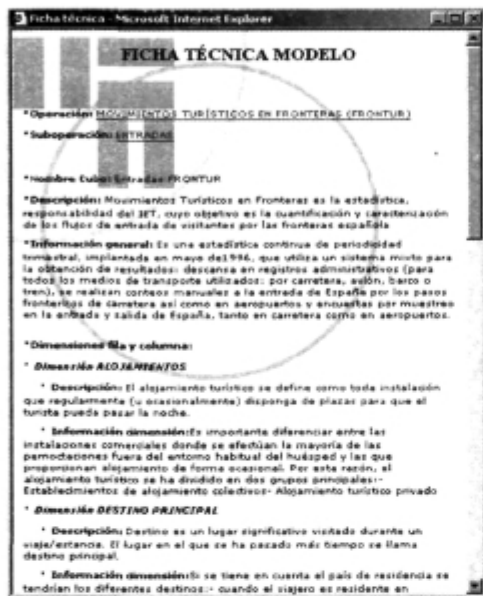 Ficha técnica - Microsoft Internet Explorer
FICHA TÉCNICA MODELO
*Operación: MOVIMIENTOS TURÍSTICOS EN FRONTERAS (FRONTUR)
*Suboperación: ENTRADAS
*Nombre Cubo: Entradas FRONTUR
*Descripción: Movimientos Turísticos en Fronteras es la estadística,
responsabilidad del IET, cuyo objetivo es la cuantificación y caracterización
de los flujos de entrada de visitantes por las fronteras española
*Información general: Es una estadística continua de periodicidad
trimestral, implantada en mayo de1996, que utiliza un sistema mixto para
la obtención de resultados: descansa en registros administrativos (para
todos los medios de transporte utilizados: por carretera, avión, barco o
tren), se realizan conteos manuales a la entrada de España por los pasos
fronterizos de carretera así como en aeropuertos y encuestas por muestreo
en la entrada y salida de España, tanto en carretera como en aeropuertos.
*Dimensiones fila y columna:
* Dimensión ALOJAMIENTOS
* Descripción: El alojamiento turístico se define como toda instalación
que regularmente (u ocasionalmente) disponga de plazas para que el
turista pueda pasar la noche.
* Información dimensión:Es importante diferenciar entre las
instalaciones comerciales donde se efectúan la mayoría de las
pernoctaciones fuera del entorno habitual del huésped y las que
proporcionan alojamiento de forma ocasional. Por esta razón, el
alojamiento turístico se ha dividido en dos grupos principales:-
Establecimientos de alojamiento colectivos- Alojamiento turístico privado
* Dimensión DESTINO PRINCIPAL
* Descripción: Destino es un lugar significativo visitado durante un
viaje/estancia. El lugar en el que se ha pasado más tiempo se llama
destino principal.
* Información dimensión:Si se tiene en cuenta el país de residencia se
tendrían los diferentes destinos:- cuando el viajero es residente en